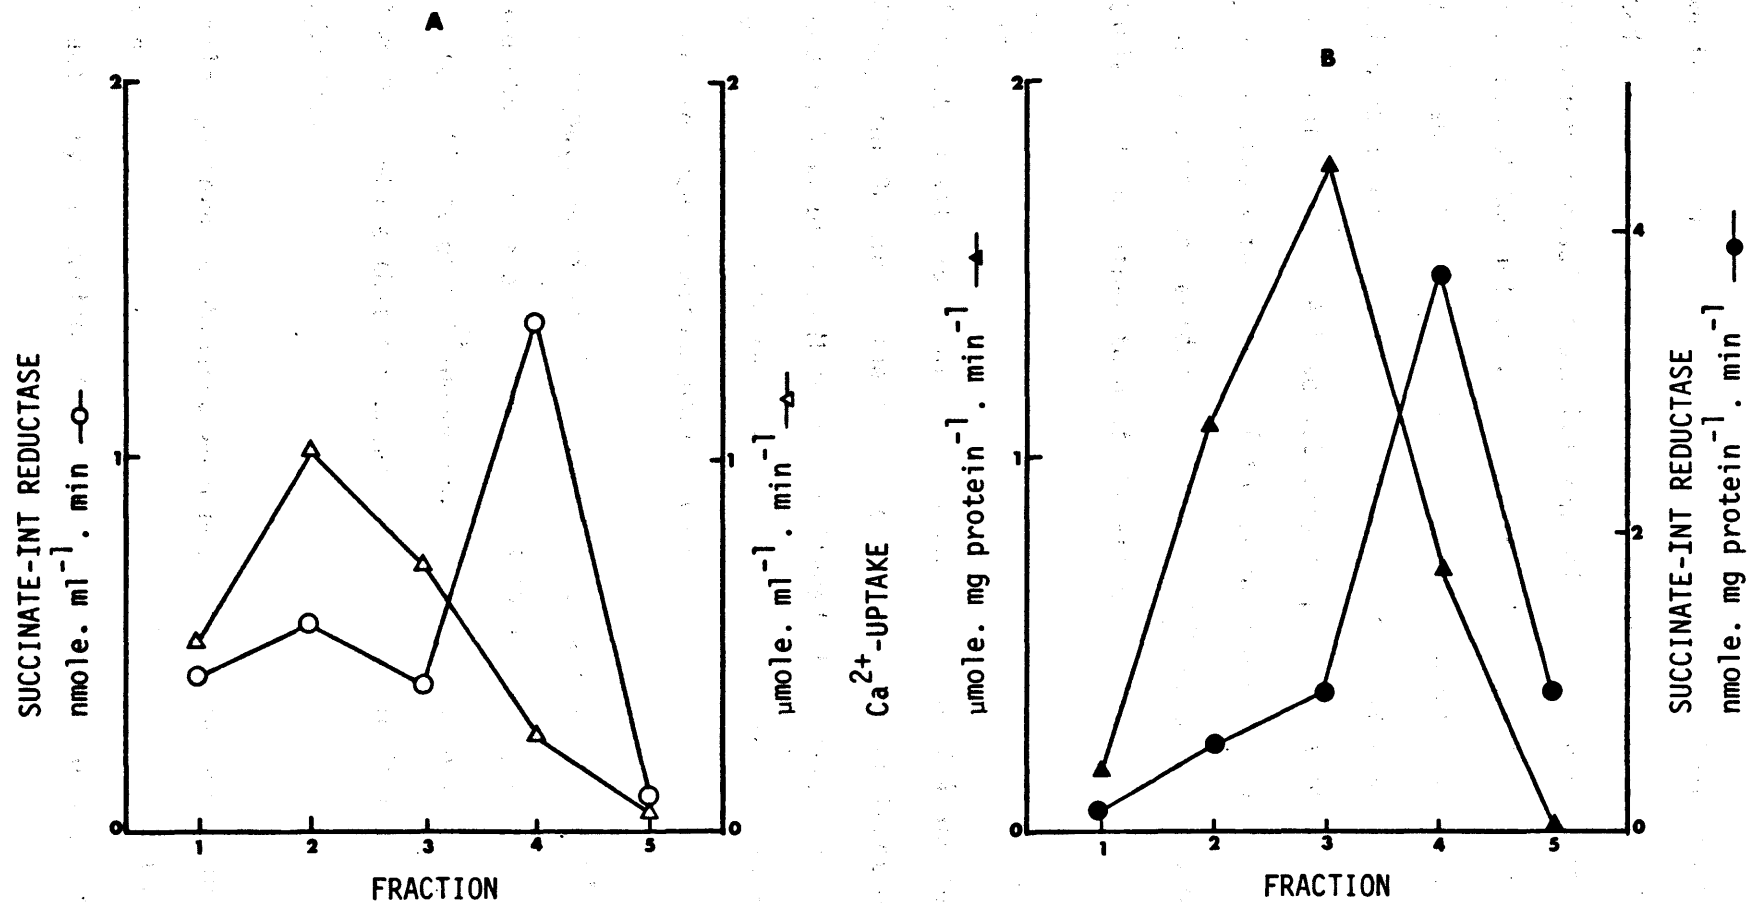 A
2
1
0
SUCCINATE-INT REDUCTASE
nmole. ml⁻¹. min
1 2 3 4 5
FRACTION
2
1
0
µmole. ml⁻¹. min⁻¹
Ca²⁺-UPTAKE
µmole. mg protein⁻¹. min⁻¹
B
2
1
0
1 2 3 4 5
FRACTION
4
2
0
SUCCINATE-INT REDUCTASE
nmole. mg protein⁻¹. min⁻¹